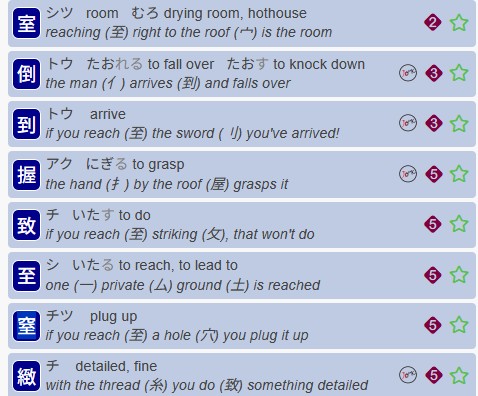 室 シツ room むろ drying room, hothouse 2
reaching (至) right to the roof (宀) is the room
倒 トウ たおれる to fall over たおす to knock down 3
the man (亻) arrives (到) and falls over
到 トウ arrive 3
if you reach (至) the sword (刂) you've arrived!
握 アク にぎる to grasp 5
the hand (扌) by the roof (屋) grasps it
致 チ いたす to do 5
if you reach (至) striking (攵), that won't do
至 シ いたる to reach, to lead to 5
one (一) private (厶) ground (土) is reached
窒 チツ plug up 5
if you reach (至) a hole (穴) you plug it up
緻 チ detailed, fine 5
with the thread (糸) you do (致) something detailed